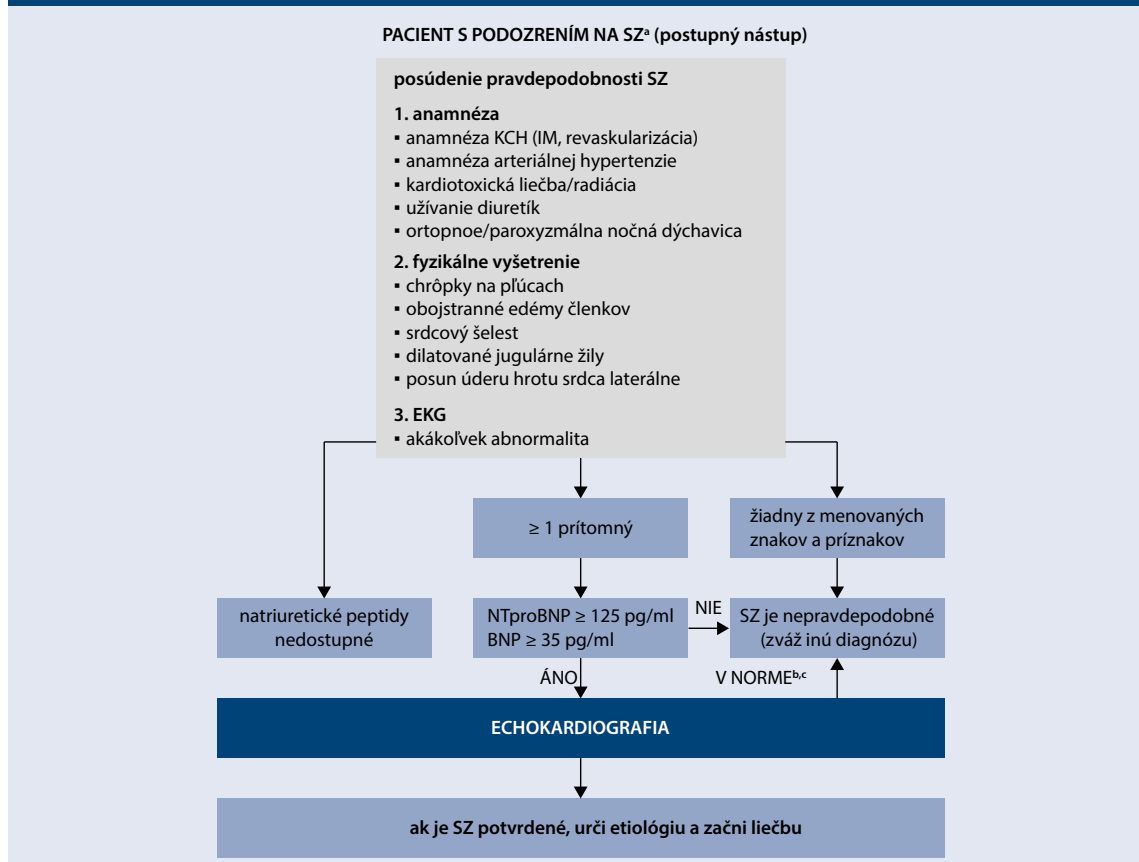 PACIENT S PODOZRENÍM NA SZᵃ (postupný nástup)
posúdenie pravdepodobnosti SZ
1. anamnéza
▪ anamnéza KCH (IM, revaskularizácia)
▪ anamnéza arteriálnej hypertenzie
▪ kardiotoxická liečba/radiácia
▪ užívanie diuretík
▪ ortopnoe/paroxyzmálna nočná dýchavica
2. fyzikálne vyšetrenie
▪ chrôpky na pľúcach
▪ obojstranné edémy členkov
▪ srdcový šelest
▪ dilatované jugulárne žily
▪ posun úderu hrotu srdca laterálne
3. EKG
▪ akákoľvek abnormalita
≥ 1 prítomný
žiadny z menovaných
znakov a príznakov
natriuretické peptidy
nedostupné
NTproBNP ≥ 125 pg/ml
BNP ≥ 35 pg/ml
NIE
SZ je nepravdepodobné
(zváž inú diagnózu)
ÁNO
V NORMEᵇ,ᶜ
ECHOKARDIOGRAFIA
ak je SZ potvrdené, urči etiológiu a začni liečbu